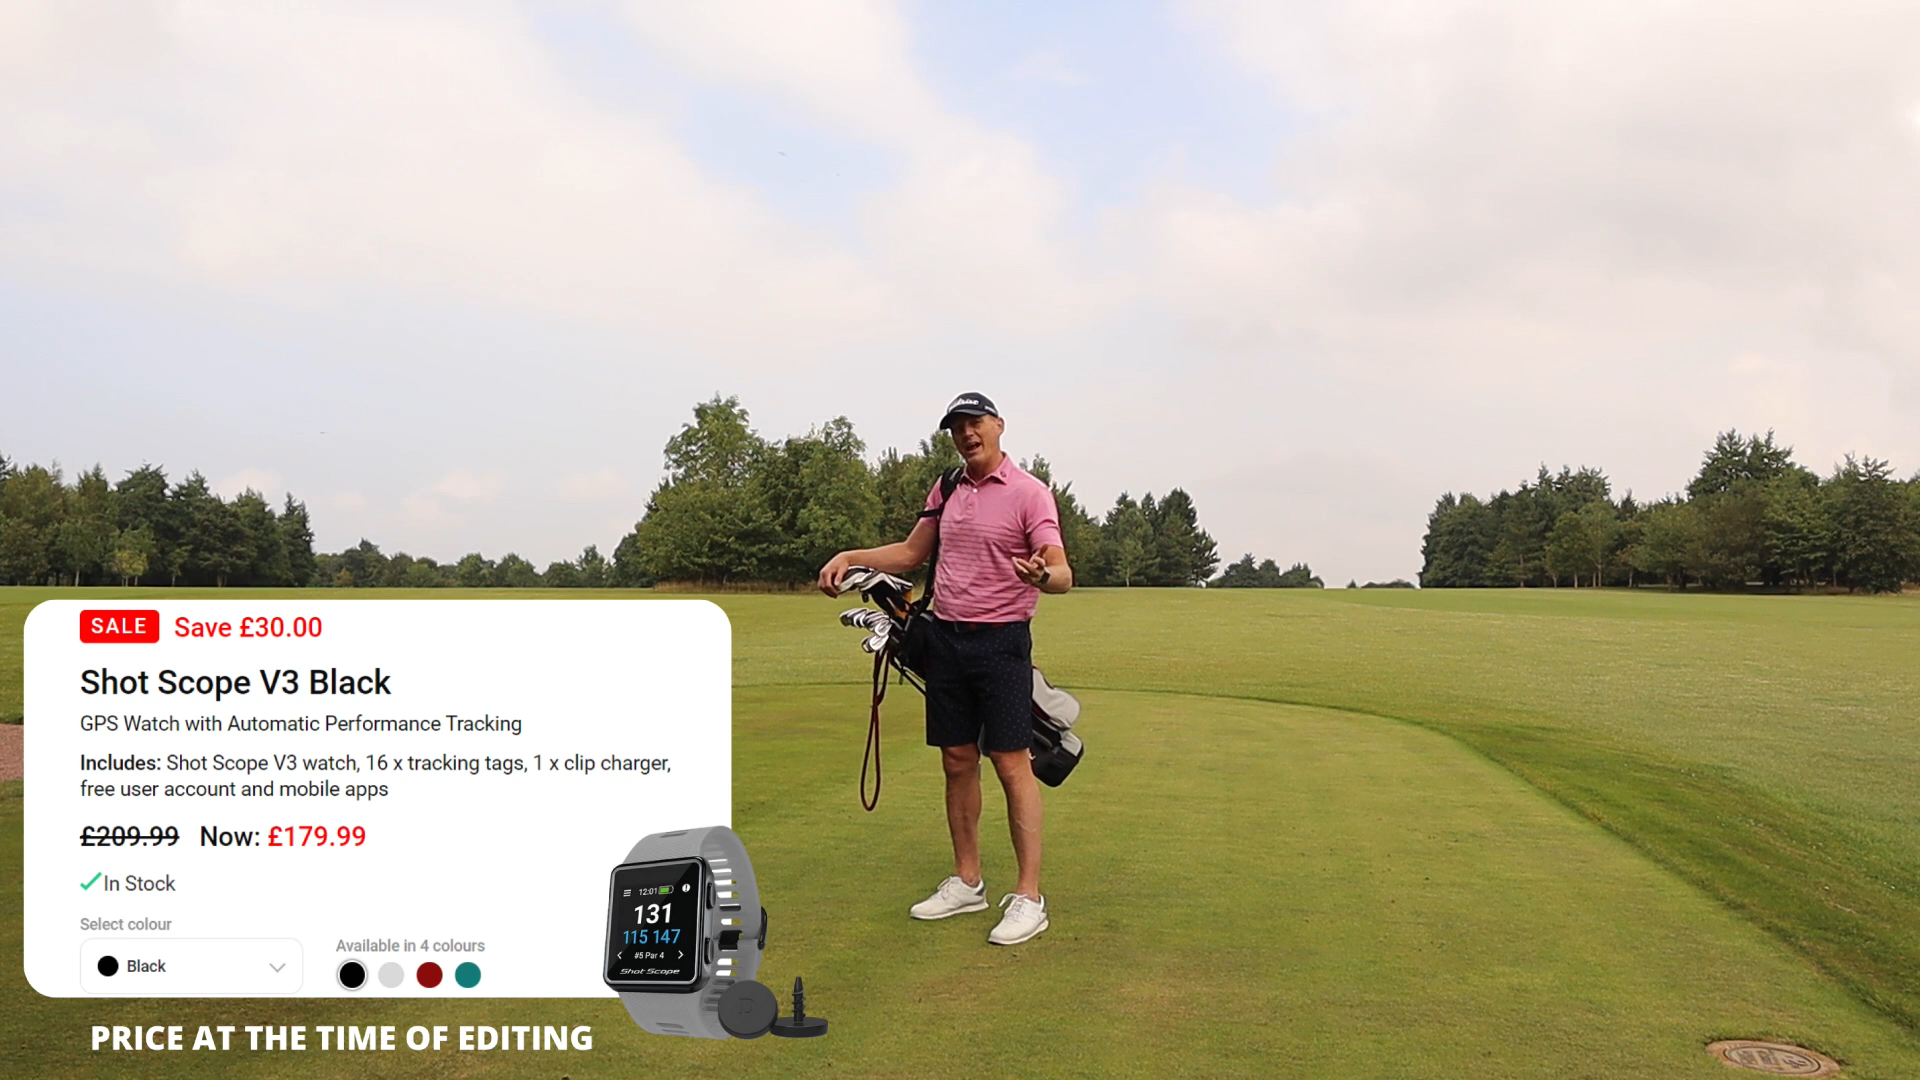 SALE Save £30.00
Shot Scope V3 Black
GPS Watch with Automatic Performance Tracking
Includes: Shot Scope V3 watch, 16 x tracking tags, 1 x clip charger,
free user account and mobile apps
£209.99 Now: £179.99
In Stock
Select colour
Available in 4 colours
Black
12:01
131
115 147
#5 Par 4
Shot Scope
PRICE AT THE TIME OF EDITING